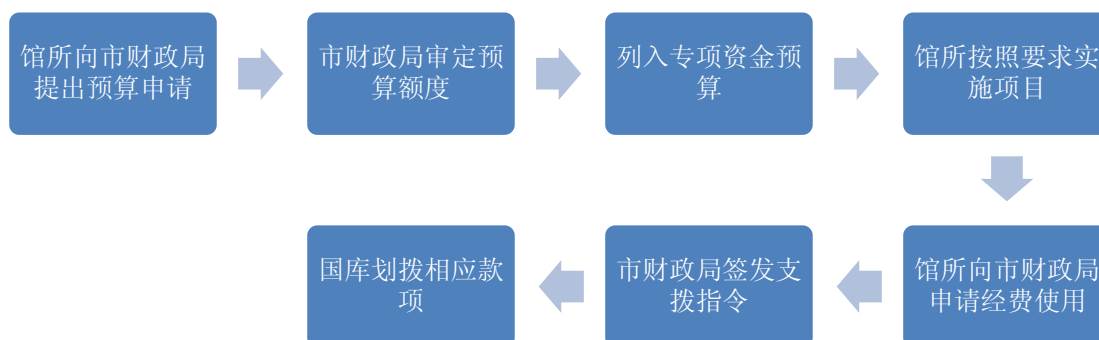 馆所向市财政局
提出预算申请
市财政局审定预
算额度
列入专项资金预
算
馆所按照要求实
施项目
馆所向市财政局
申请经费使用
市财政局签发支
拨指令
国库划拨相应款
项